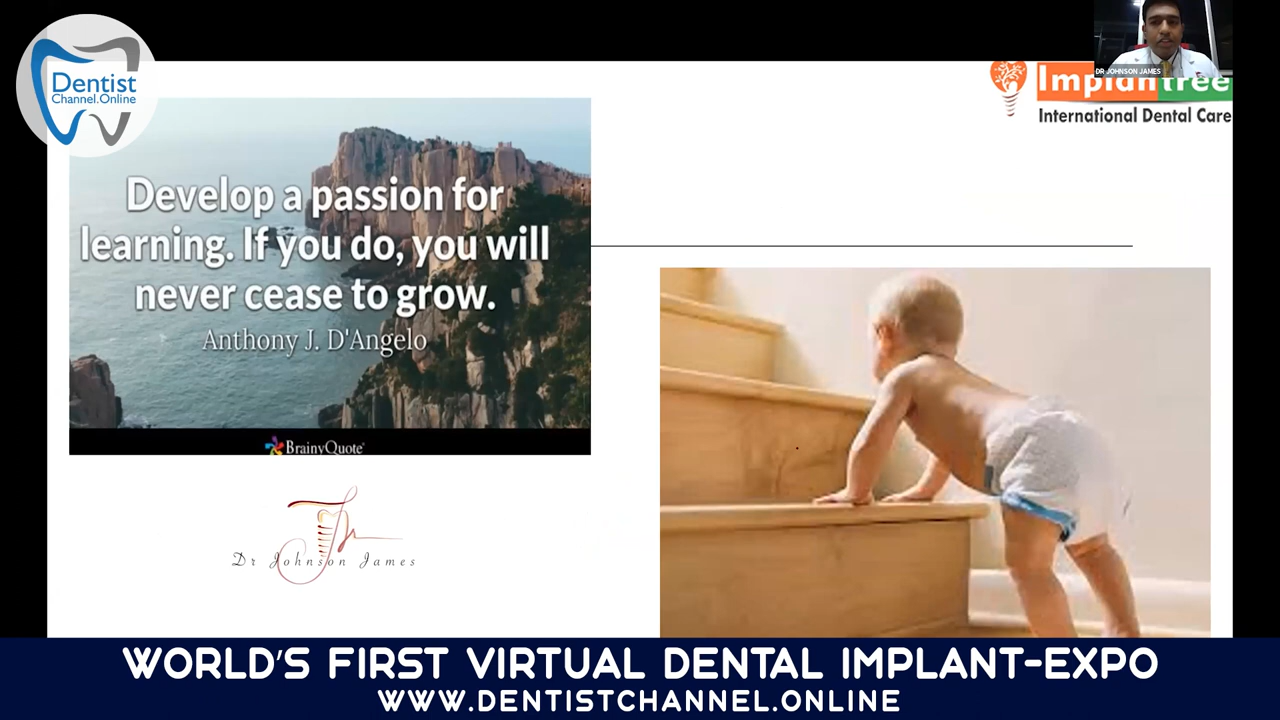 Dentist
Channel.Online
DR JOHNSON JAMES
Implantree
International Dental Care
Develop a passion for
learning. If you do, you will
never cease to grow.
Anthony J. D'Angelo
BrainyQuote
Dr Johnson James
WORLD'S FIRST VIRTUAL DENTAL IMPLANT-EXPO
WWW.DENTISTCHANNEL.ONLINE